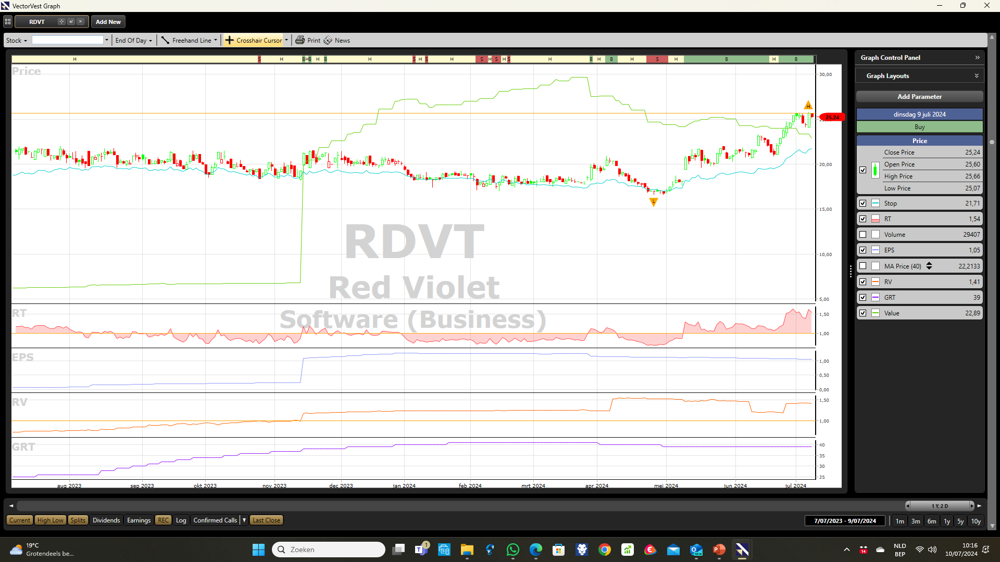 VectorVest Graph
RDVT
Add New
Stock
End Of Day
Freehand Line
Crosshair Cursor
Print
News
H S H B H B H B H S H S H S H S H S H B H B H S H B H B
Price
30,00
25,24
20,00
15,00
10,00
5,00
H
L
RDVT
Red Violet
Software (Business)
RT
1,50
1,00
EPS
1,00
0,50
0,00
RV
1,50
1,00
GRT
40
35
30
25
aug 2023 sep 2023 okt 2023 nov 2023 dec 2023 jan 2024 feb 2024 mrt 2024 apr 2024 mei 2024 jun 2024 jul 2024
Graph Control Panel
Graph Layouts
Add Parameter
dinsdag 9 juli 2024
Buy
Price
Close Price 25,24
Open Price 25,60
High Price 25,66
Low Price 25,07
Stop 21,71
RT 1,54
Volume 29407
EPS 1,05
MA Price (40) 22,2133
RV 1,41
GRT 39
Value 22,89
1 Y, 2 D
Current High Low Splits Dividends Earnings REC Log Confirmed Calls Last Close
7/07/2023 - 9/07/2024
1m 3m 6m 1y 5y 10y
19°C
Grotendeels be...
Zoeken
1
NEW
14
NLD
BEP
10:16
10/07/2024